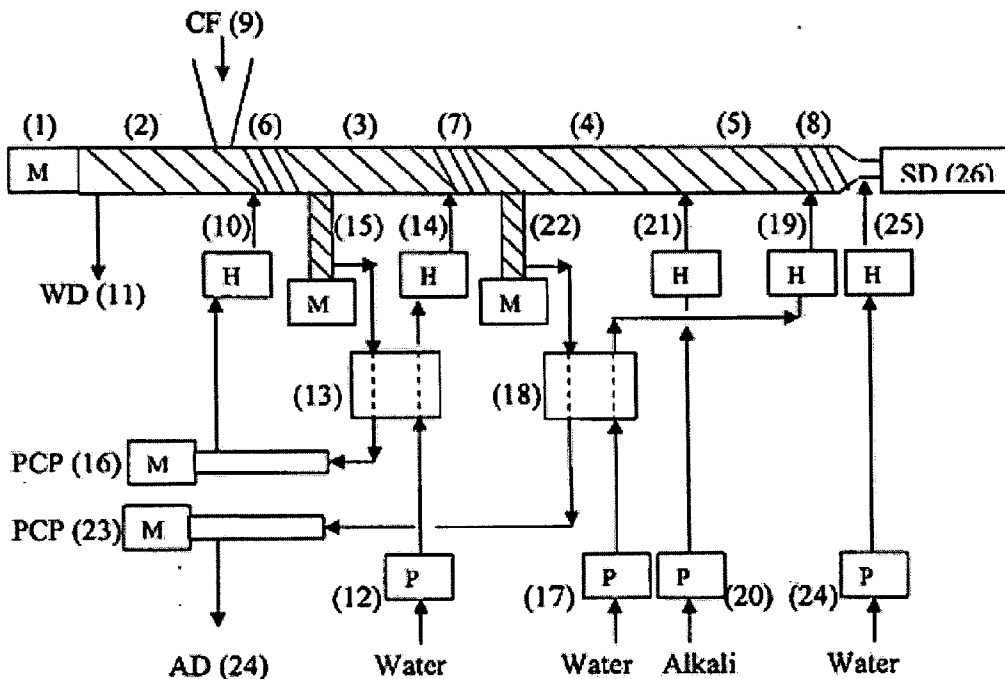 CF (9)
(1) (2) (6) (3) (7) (4) (5) (8)
M SD (26)
(10) (15) (14) (22) (21) (19) (25)
H H H H H
WD (11) M M
(13) (18)
PCP (16) M
PCP (23) M
(12) P (17) P P (20) (24) P
AD (24) Water Water Alkali Water